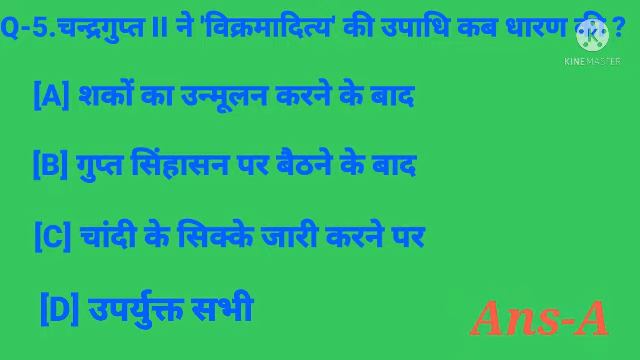 Q-5.चन्द्रगुप्त II ने 'विक्रमादित्य' की उपाधि कब धारण की ?
KINEMASTER
[A] शकों का उन्मूलन करने के बाद
[B] गुप्त सिंहासन पर बैठने के बाद
[C] चांदी के सिक्के जारी करने पर
[D] उपर्युक्त सभी
Ans-A